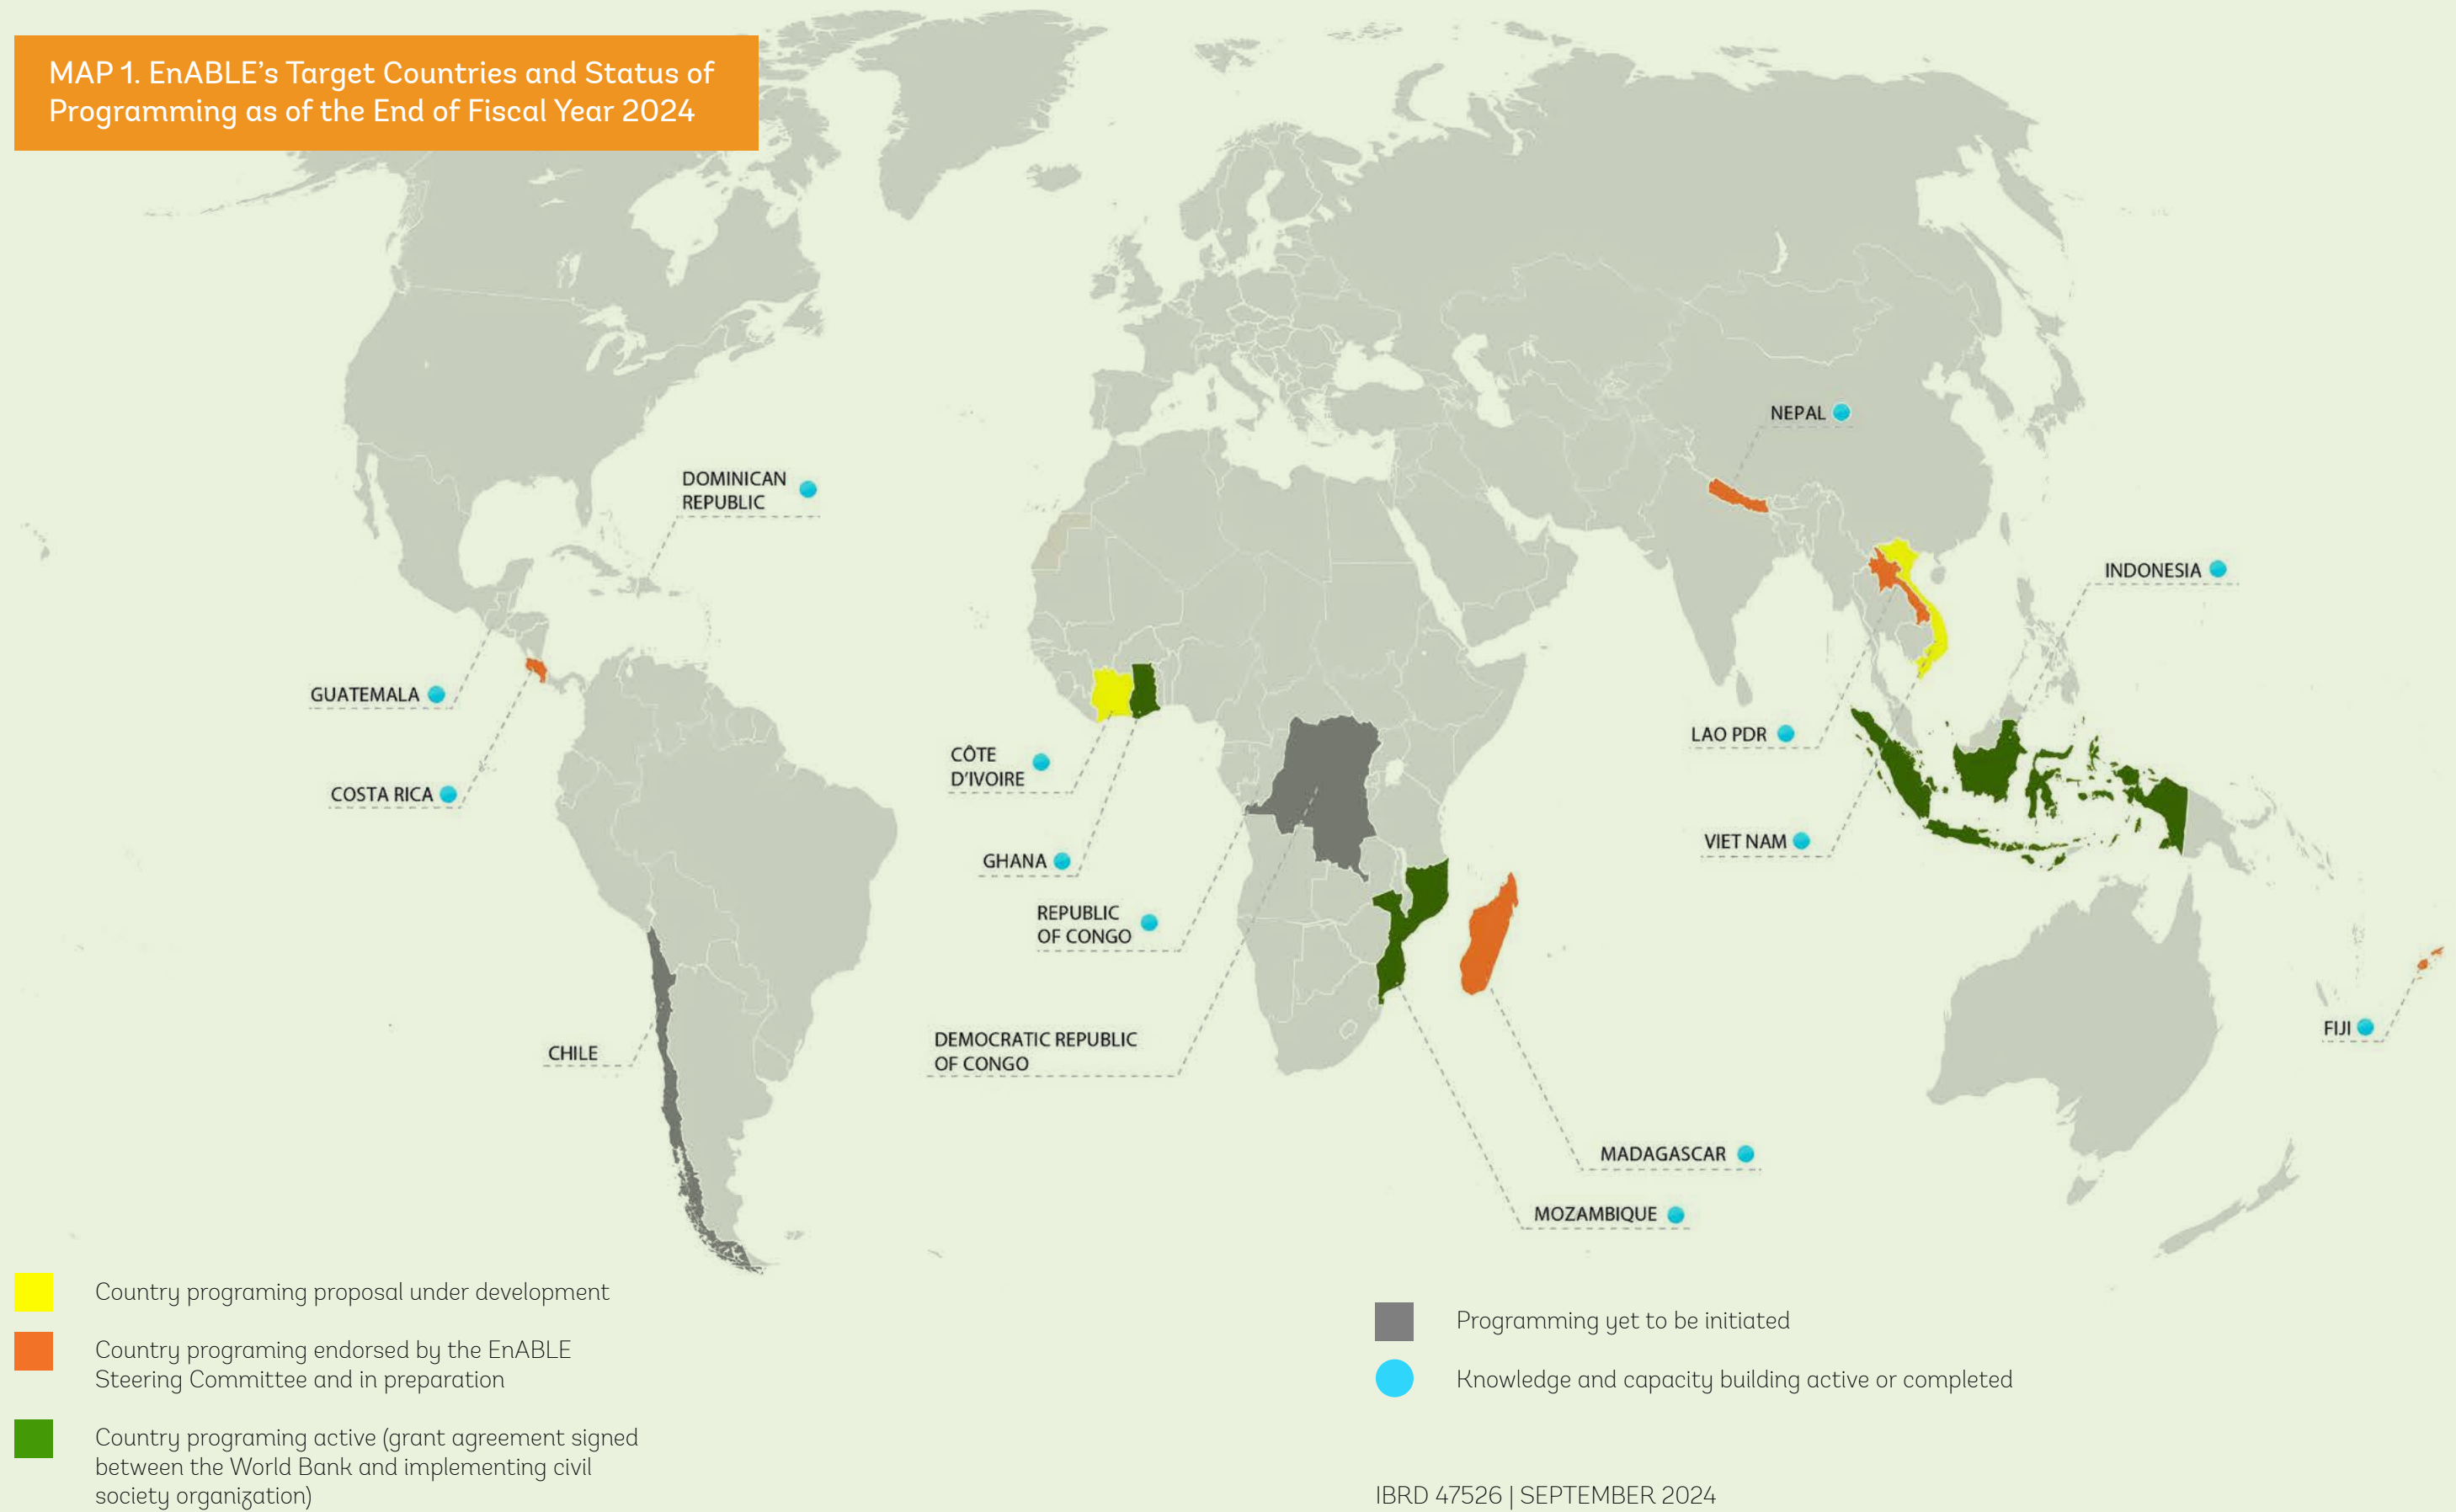 MAP 1. EnABLE's Target Countries and Status of
Programming as of the End of Fiscal Year 2024
NEPAL
DOMINICAN
REPUBLIC
INDONESIA
GUATEMALA
COSTA RICA
CÔTE
D'IVOIRE
LAO PDR
GHANA
VIET NAM
REPUBLIC
OF CONGO
FIJI
CHILE
DEMOCRATIC REPUBLIC
OF CONGO
MADAGASCAR
MOZAMBIQUE
Country programing proposal under development
Country programing endorsed by the EnABLE
Steering Committee and in preparation
Country programing active (grant agreement signed
between the World Bank and implementing civil
society organization)
Programming yet to be initiated
Knowledge and capacity building active or completed
IBRD 47526 | SEPTEMBER 2024